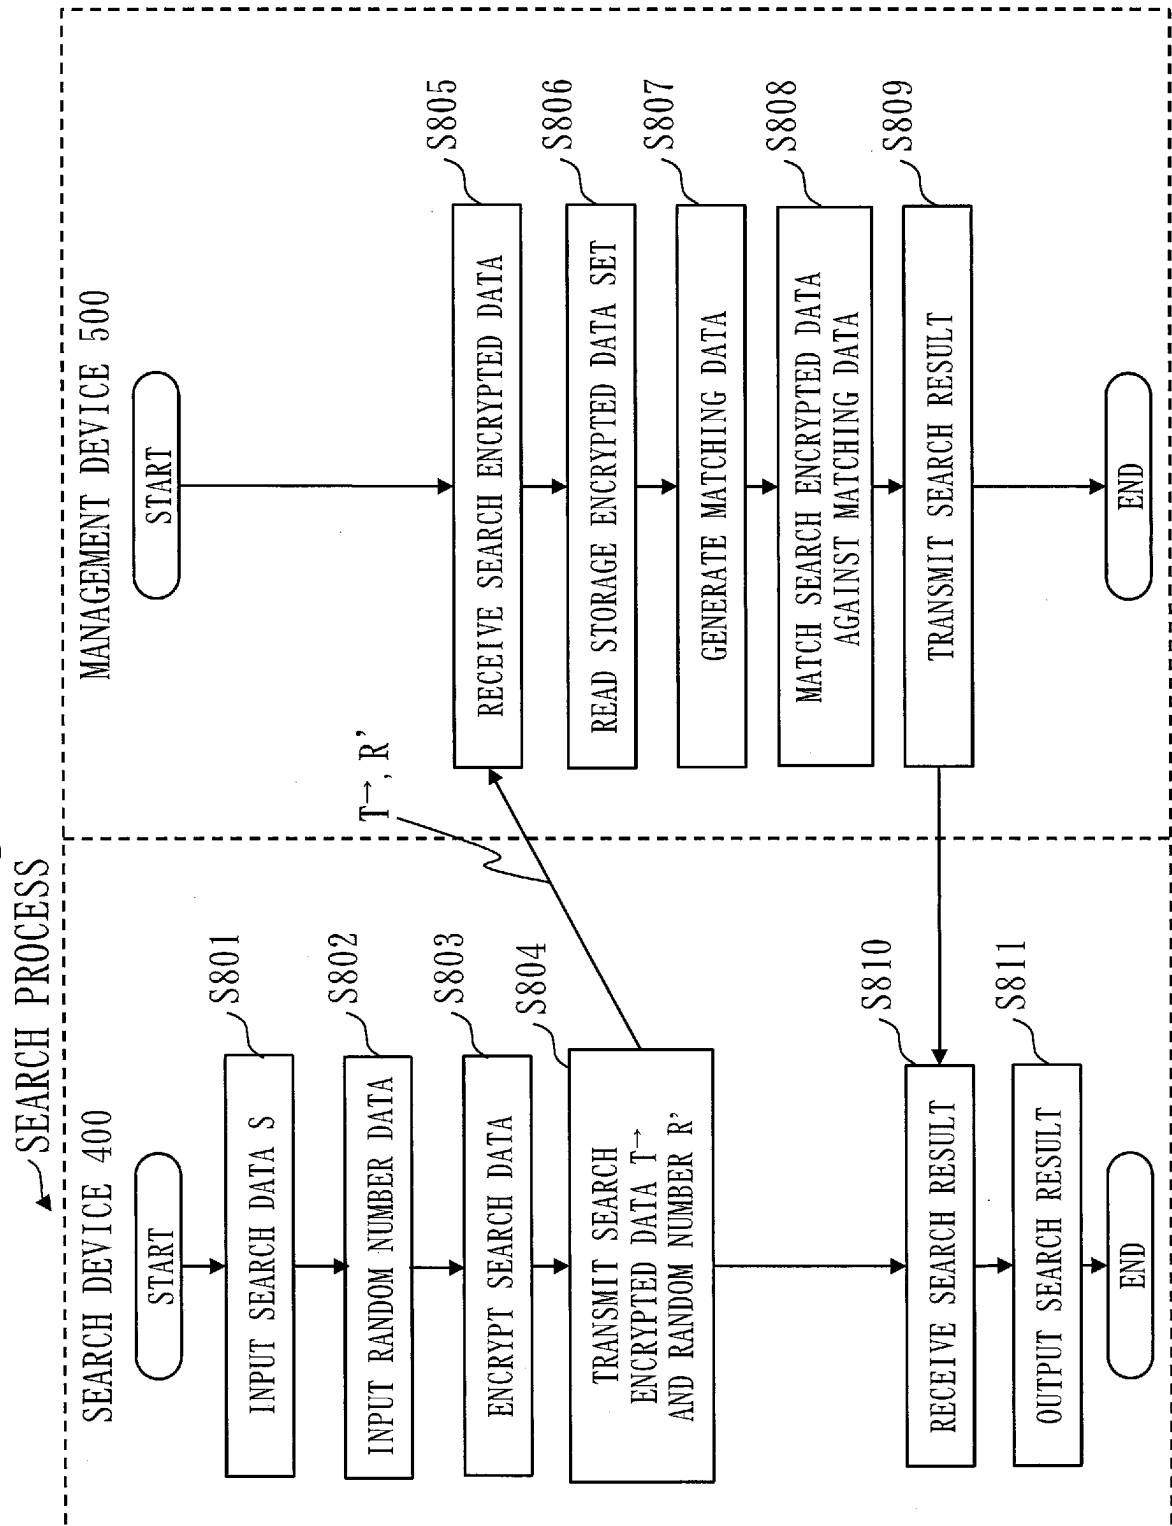 SEARCH PROCESS
SEARCH DEVICE 400
START
S801
INPUT SEARCH DATA S
S802
INPUT RANDOM NUMBER DATA
S803
ENCRYPT SEARCH DATA
S804
TRANSMIT SEARCH
ENCRYPTED DATA T→
AND RANDOM NUMBER R'
T→, R'
S810
RECEIVE SEARCH RESULT
S811
OUTPUT SEARCH RESULT
END
MANAGEMENT DEVICE 500
START
S805
RECEIVE SEARCH ENCRYPTED DATA
S806
READ STORAGE ENCRYPTED DATA SET
S807
GENERATE MATCHING DATA
S808
MATCH SEARCH ENCRYPTED DATA
AGAINST MATCHING DATA
S809
TRANSMIT SEARCH RESULT
END